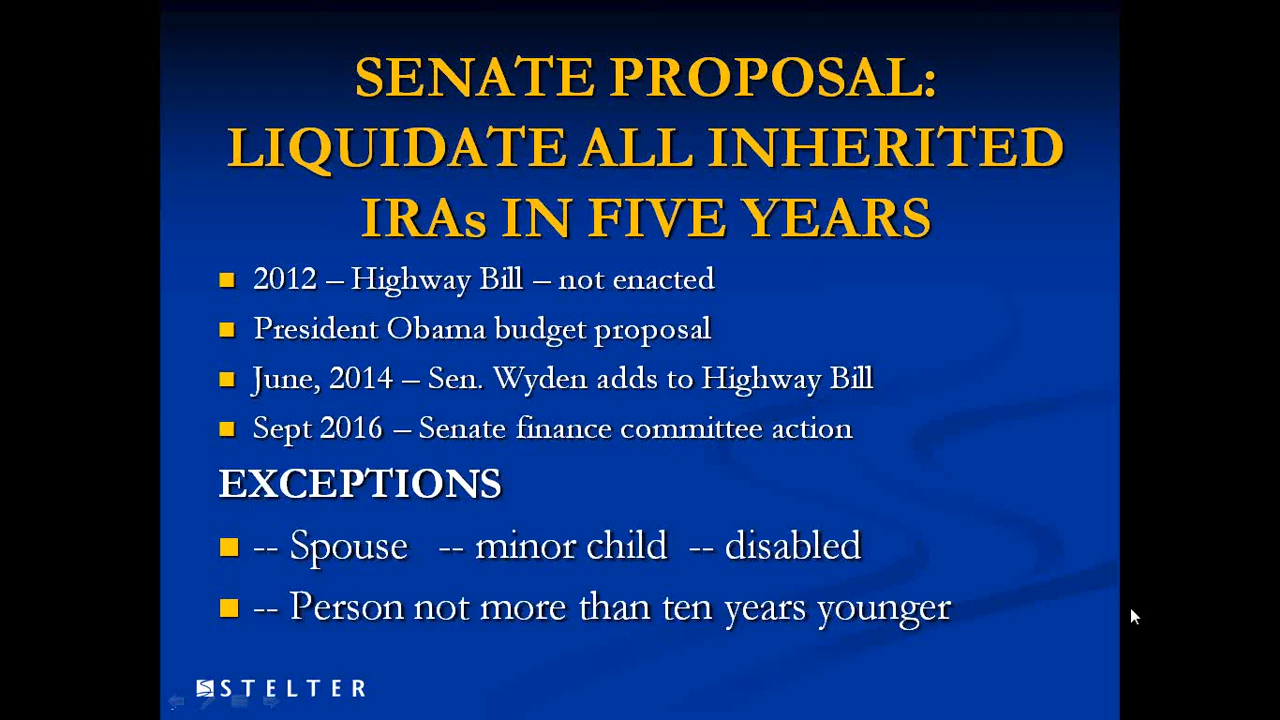 SENATE PROPOSAL:
LIQUIDATE ALL INHERITED
IRAs IN FIVE YEARS
2012 – Highway Bill – not enacted
President Obama budget proposal
June, 2014 – Sen. Wyden adds to Highway Bill
Sept 2016 – Senate finance committee action
EXCEPTIONS
-- Spouse -- minor child -- disabled
-- Person not more than ten years younger
STELTER